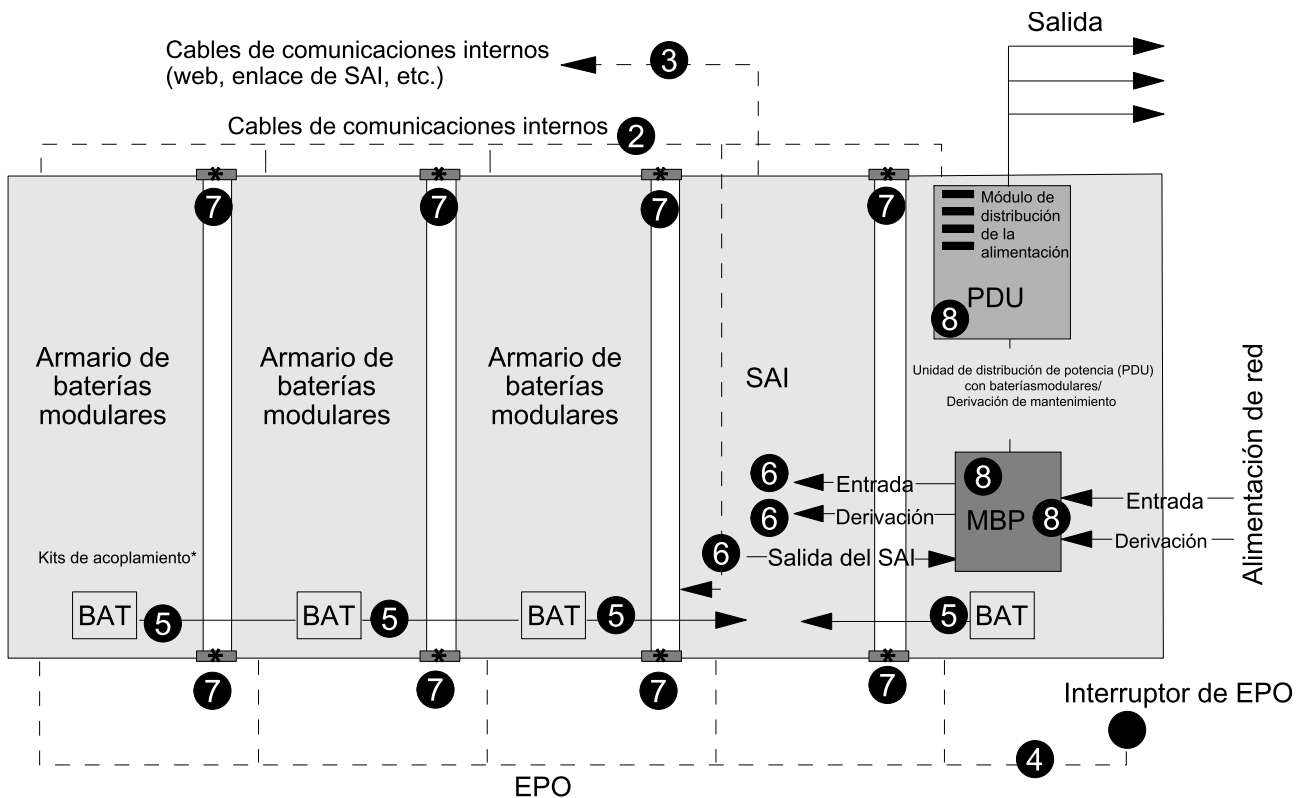 Salida
Cables de comunicaciones internos
(web, enlace de SAI, etc.)
3
Cables de comunicaciones internos
2
*
*
*
*
7
7
7
7
Módulo de
distribución
de la
alimentación
PDU
8
Armario de
baterías
modulares
Armario de
baterías
modulares
Armario de
baterías
modulares
SAI
Unidad de distribución de potencia (PDU)
con bateríasmodulares/
Derivación de mantenimiento
Alimentación de red
6
Entrada
8
Entrada
6
Derivación
MBP
8
Derivación
6
Salida del SAI
Kits de acoplamiento*
BAT
5
BAT
5
BAT
5
5
BAT
*
*
*
*
7
7
7
7
Interruptor de EPO
4
EPO